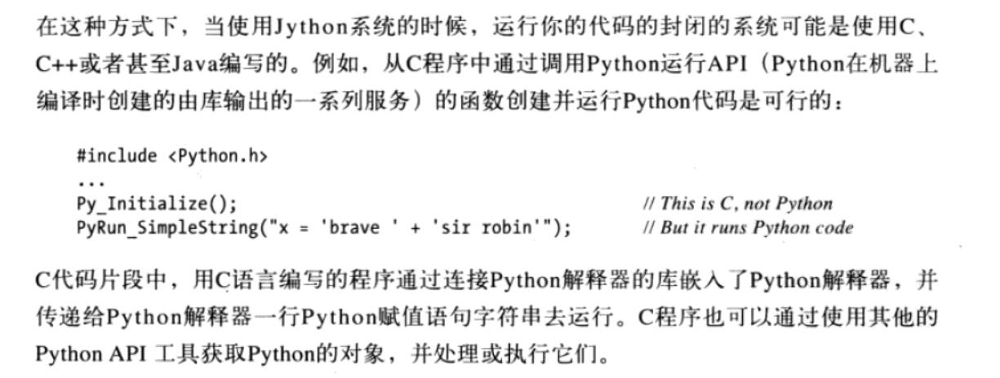 在这种方式下，当使用Jython系统的时候，运行你的代码的封闭的系统可能是使用C、
C++或者甚至Java编写的。例如，从C程序中通过调用Python运行API（Python在机器上
编译时创建的由库输出的一系列服务）的函数创建并运行Python代码是可行的：
#include <Python.h>
...
Py_Initialize(); // This is C, not Python
PyRun_SimpleString("x = 'brave ' + 'sir robin'"); // But it runs Python code
C代码片段中，用C语言编写的程序通过连接Python解释器的库嵌入了Python解释器，并
传递给Python解释器一行Python赋值语句字符串去运行。C程序也可以通过使用其他的
Python API 工具获取Python的对象，并处理或执行它们。